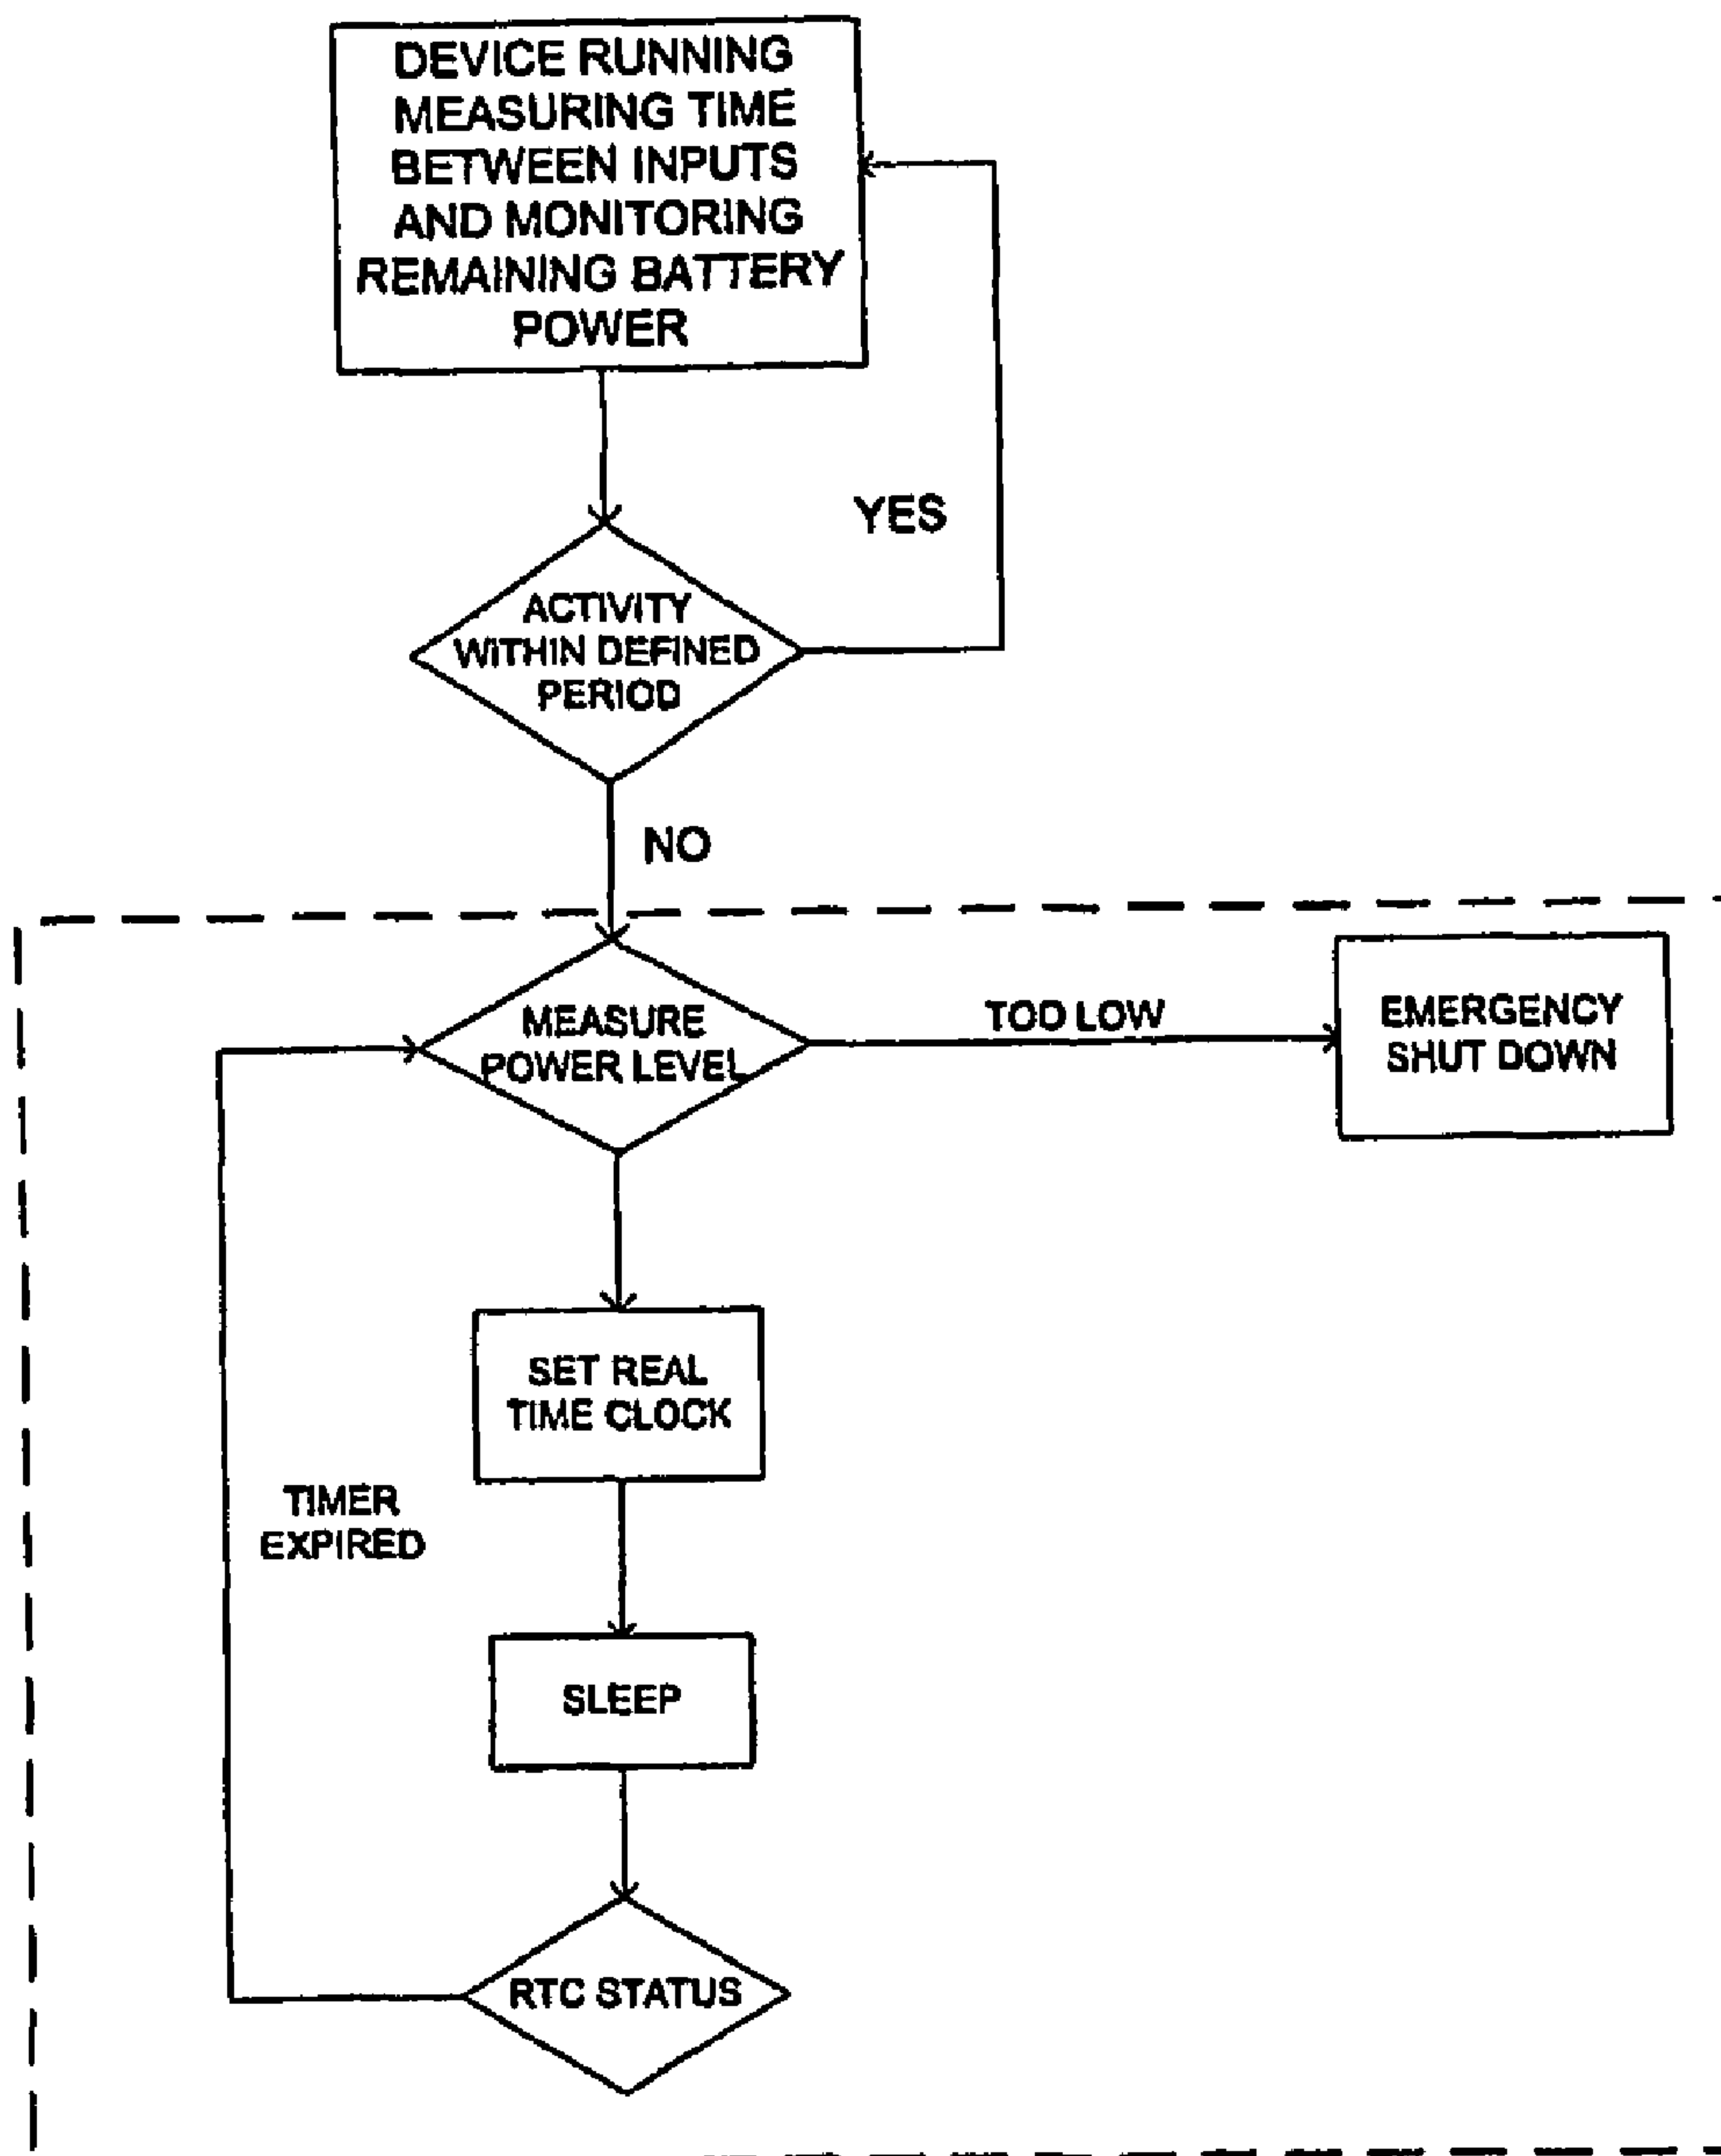 DEVICE RUNNING
MEASURING TIME
BETWEEN INPUTS
AND MONITORING
REMAINING BATTERY
POWER
YES
ACTIVITY
WITHIN DEFINED
PERIOD
NO
MEASURE
POWER LEVEL
TOO LOW
EMERGENCY
SHUT DOWN
SET REAL
TIME CLOCK
TIMER
EXPIRED
SLEEP
RTC STATUS